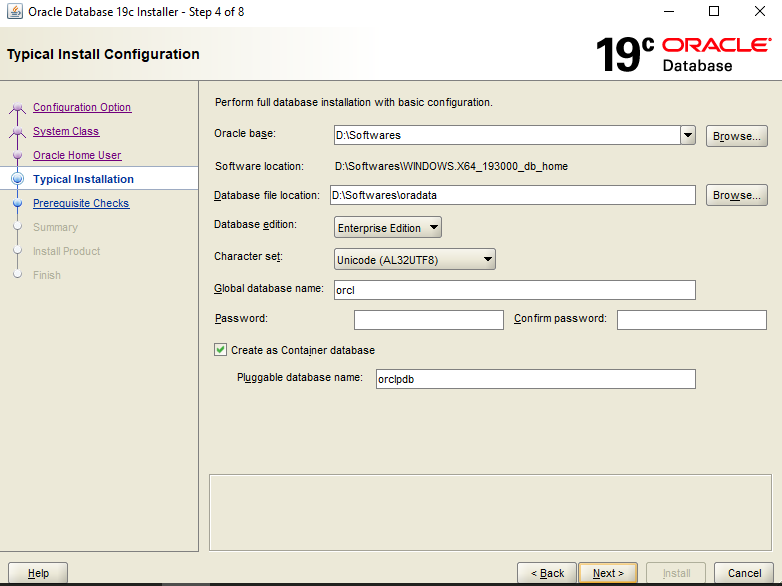 Oracle Database 19c Installer - Step 4 of 8
Typical Install Configuration
19c ORACLE Database
Configuration Option
System Class
Oracle Home User
Typical Installation
Prerequisite Checks
Summary
Install Product
Finish
Perform full database installation with basic configuration.
Oracle base: D:\Softwares Browse...
Software location: D:\Softwares\WINDOWS.X64_193000_db_home
Database file location: D:\Softwares\oradata Browse...
Database edition: Enterprise Edition
Character set: Unicode (AL32UTF8)
Global database name: orcl
Password: Confirm password:
Create as Container database
Pluggable database name: orclpdb
Help < Back Next > Install Cancel